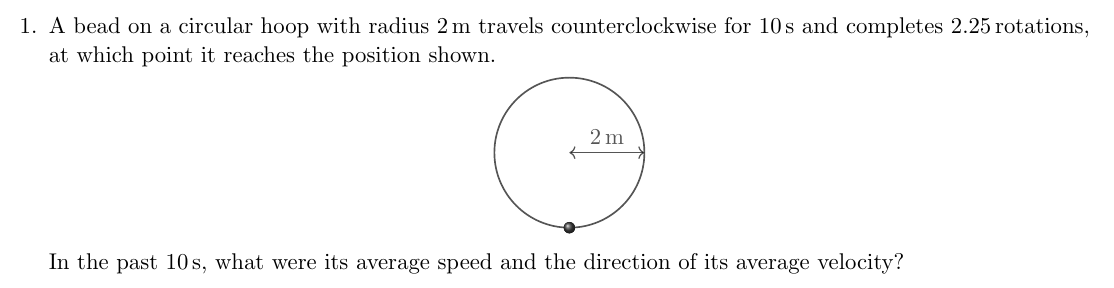 1. A bead on a circular hoop with radius 2 m travels counterclockwise for 10 s and completes 2.25 rotations,
at which point it reaches the position shown.
2 m
In the past 10 s, what were its average speed and the direction of its average velocity?